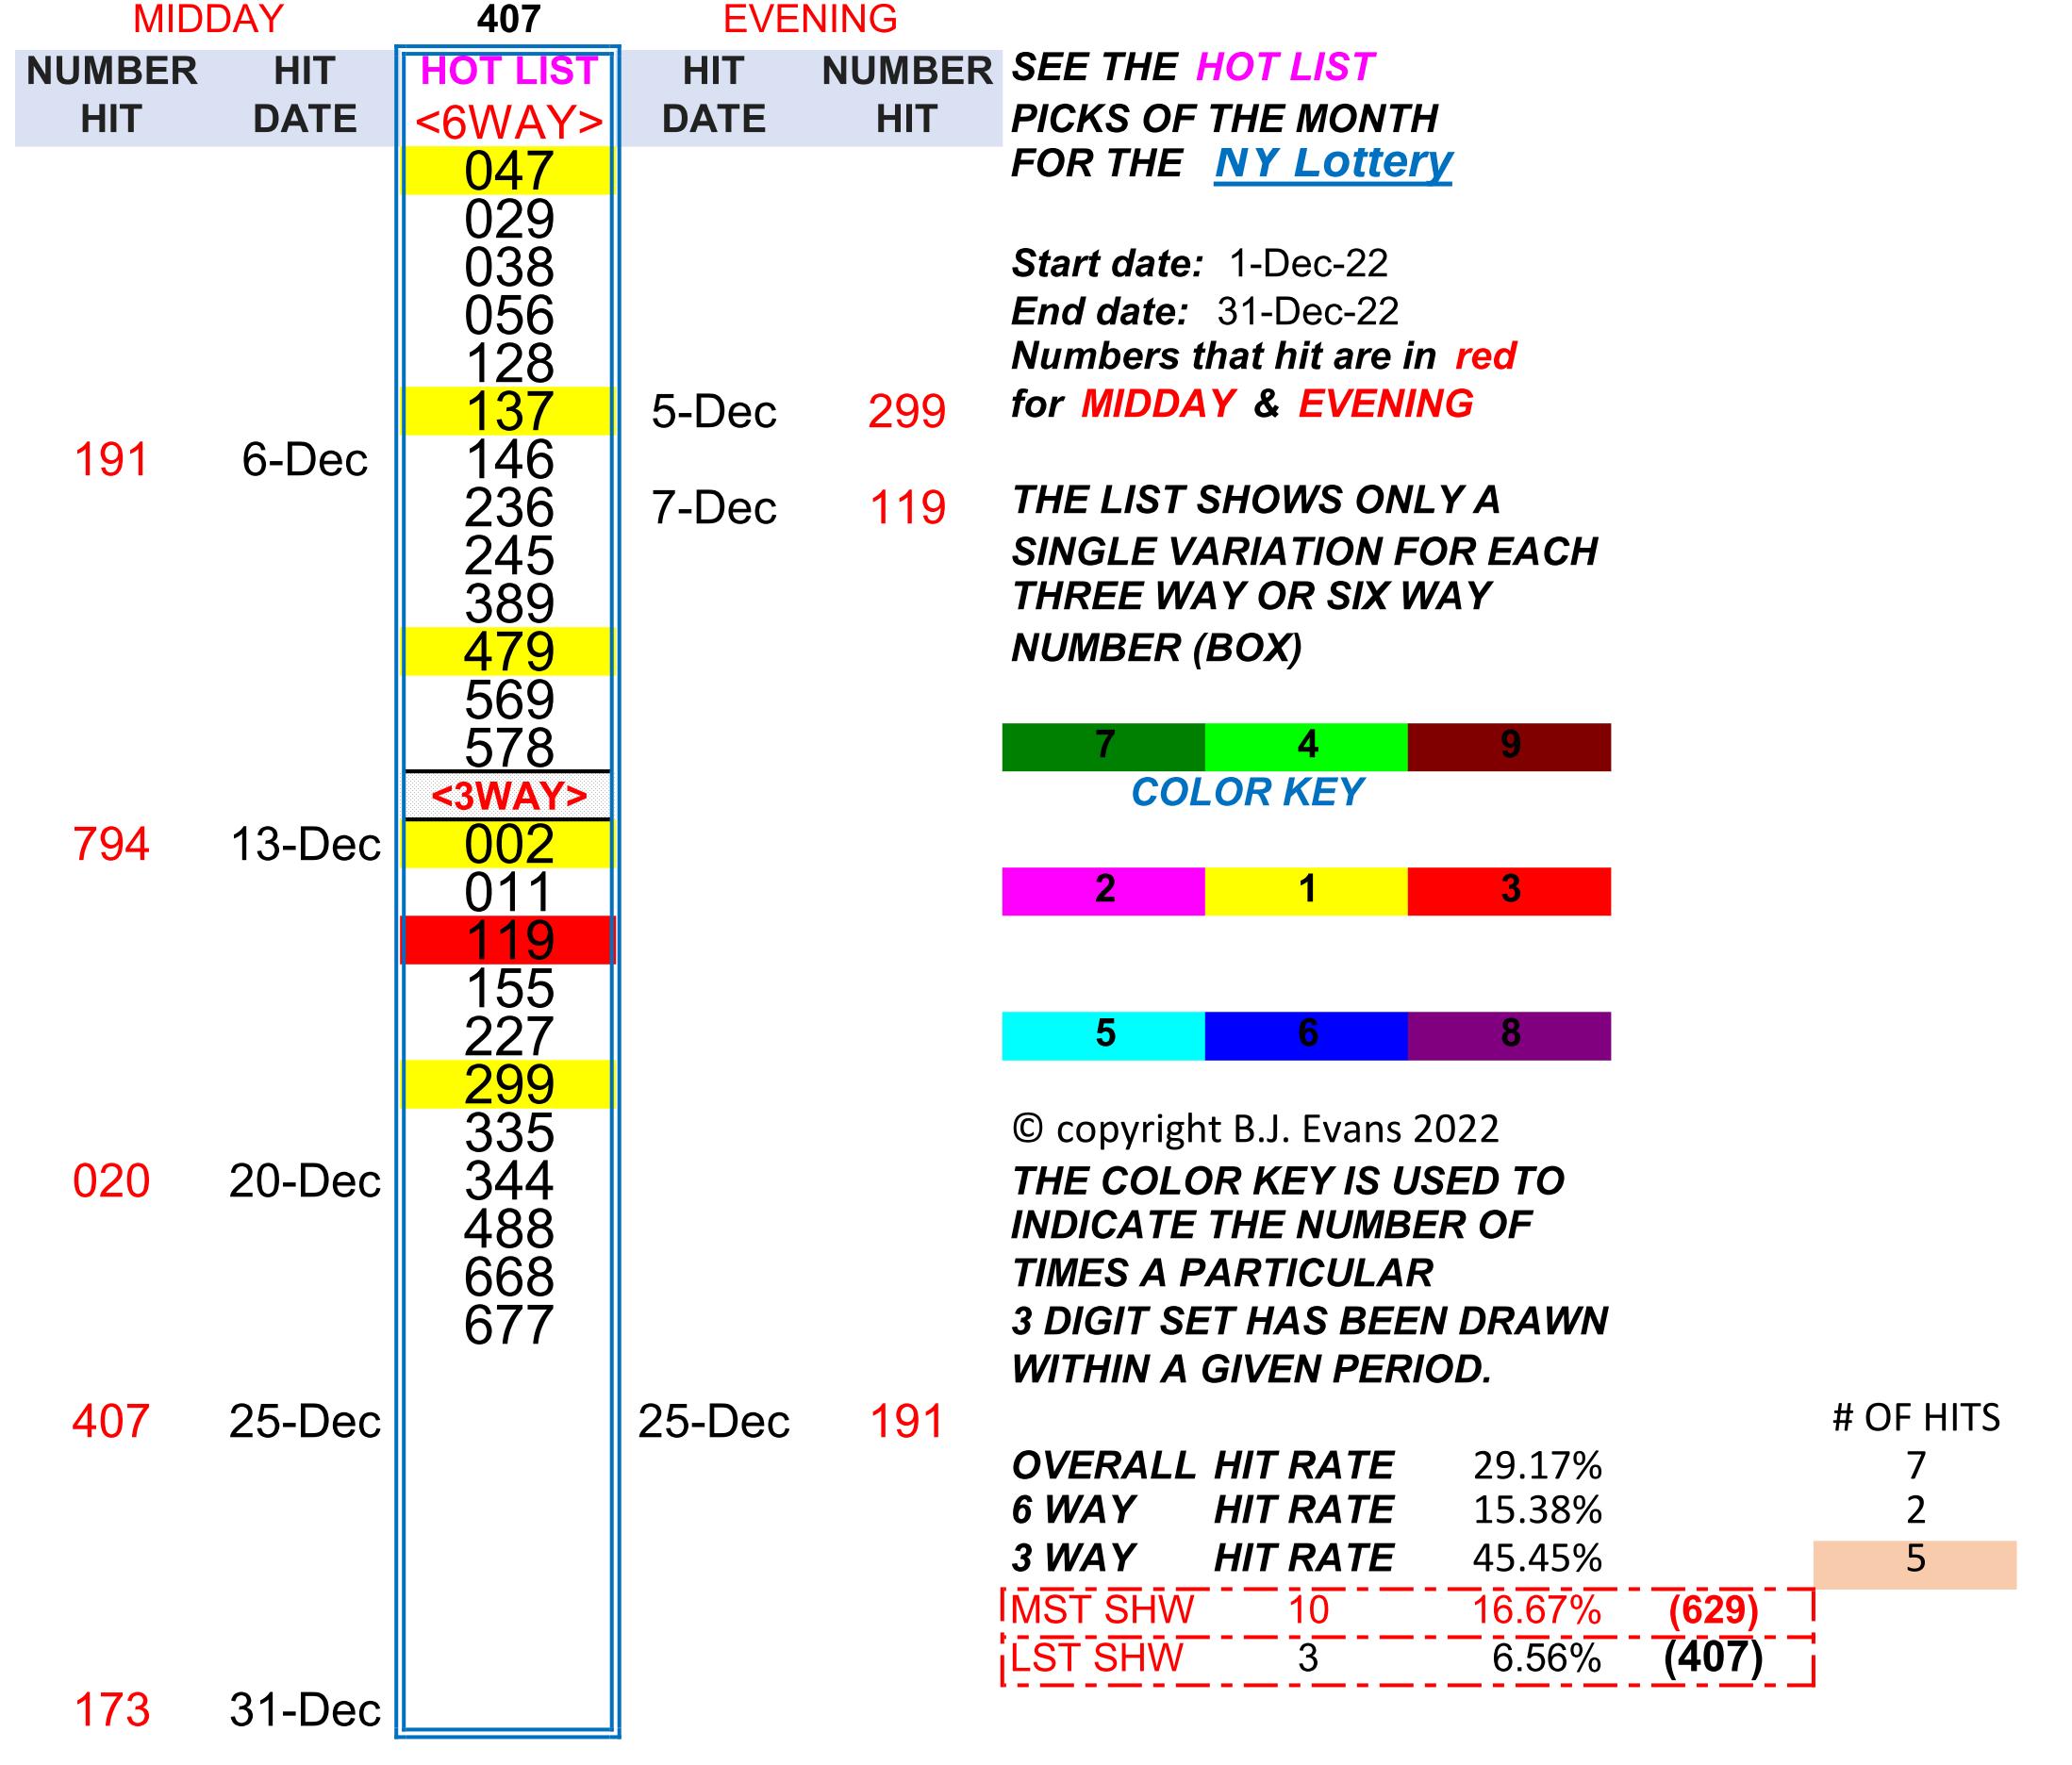 MIDDAY 407 EVENING
NUMBER HIT HOT LIST HIT NUMBER SEE THE HOT LIST
HIT DATE <6WAY> DATE HIT PICKS OF THE MONTH
047 FOR THE NY Lottery
029
038 Start date: 1-Dec-22
056 End date: 31-Dec-22
128 Numbers that hit are in red
137 5-Dec 299 for MIDDAY & EVENING
191 6-Dec 146
236 7-Dec 119 THE LIST SHOWS ONLY A
245 SINGLE VARIATION FOR EACH
389 THREE WAY OR SIX WAY
479 NUMBER (BOX)
569
578 7 4 9
<3WAY> COLOR KEY
794 13-Dec 002
011 2 1 3
119
155
227 5 6 8
299
335 © copyright B.J. Evans 2022
020 20-Dec 344 THE COLOR KEY IS USED TO
488 INDICATE THE NUMBER OF
668 TIMES A PARTICULAR
677 3 DIGIT SET HAS BEEN DRAWN
WITHIN A GIVEN PERIOD.
407 25-Dec 25-Dec 191 # OF HITS
OVERALL HIT RATE 29.17% 7
6 WAY HIT RATE 15.38% 2
3 WAY HIT RATE 45.45% 5
MST SHW 10 16.67% (629)
LST SHW 3 6.56% (407)
173 31-Dec